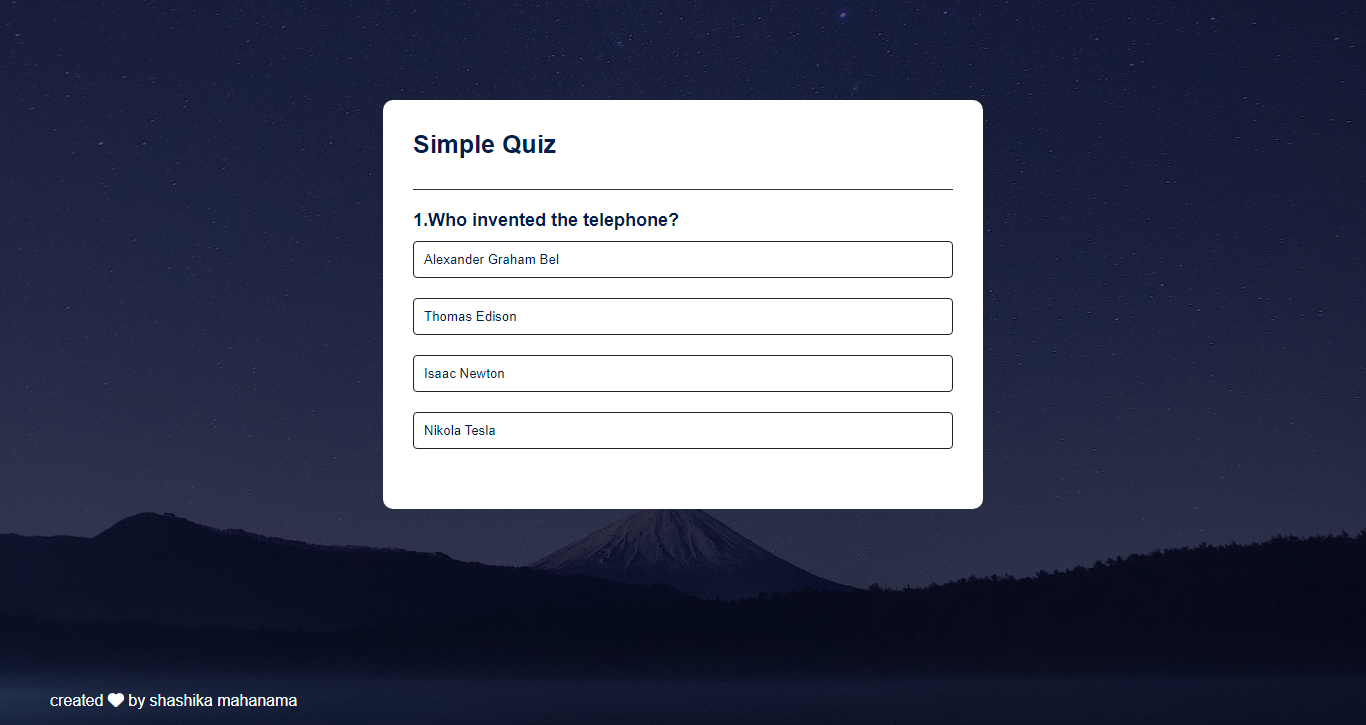 Simple Quiz
1.Who invented the telephone?
Alexander Graham Bel
Thomas Edison
Isaac Newton
Nikola Tesla
created by shashika mahanama